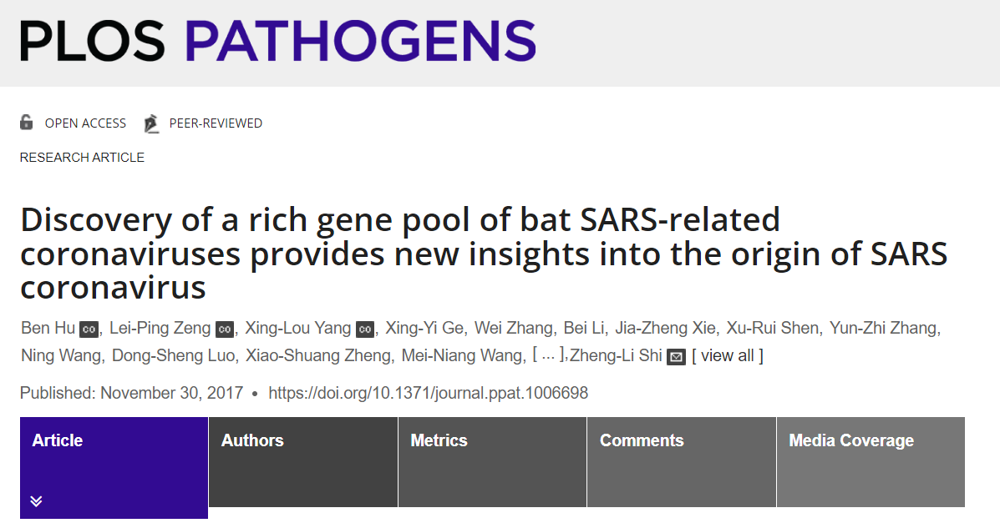 PLOS PATHOGENS
OPEN ACCESS PEER-REVIEWED
RESEARCH ARTICLE
Discovery of a rich gene pool of bat SARS-related
coronaviruses provides new insights into the origin of SARS
coronavirus
Ben Hu co, Lei-Ping Zeng co, Xing-Lou Yang co, Xing-Yi Ge, Wei Zhang, Bei Li, Jia-Zheng Xie, Xu-Rui Shen, Yun-Zhi Zhang,
Ning Wang, Dong-Sheng Luo, Xiao-Shuang Zheng, Mei-Niang Wang, [ ... ],Zheng-Li Shi [ view all ]
Published: November 30, 2017 • https://doi.org/10.1371/journal.ppat.1006698
Article Authors Metrics Comments Media Coverage